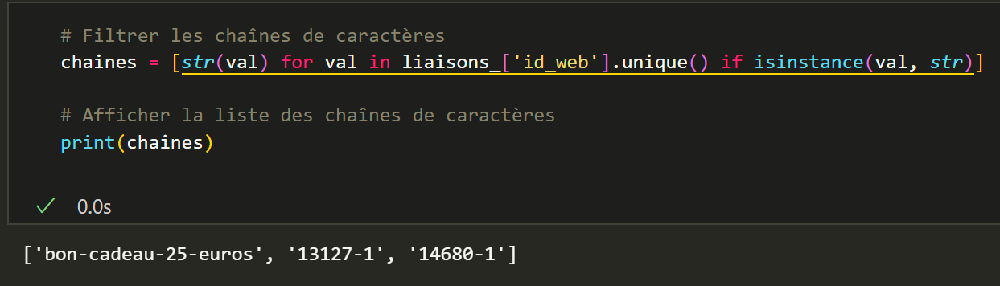 # Filtrer les chaînes de caractères
chaines = [str(val) for val in liaisons_['id_web'].unique() if isinstance(val, str)]
# Afficher la liste des chaînes de caractères
print(chaines)
0.0s
['bon-cadeau-25-euros', '13127-1', '14680-1']